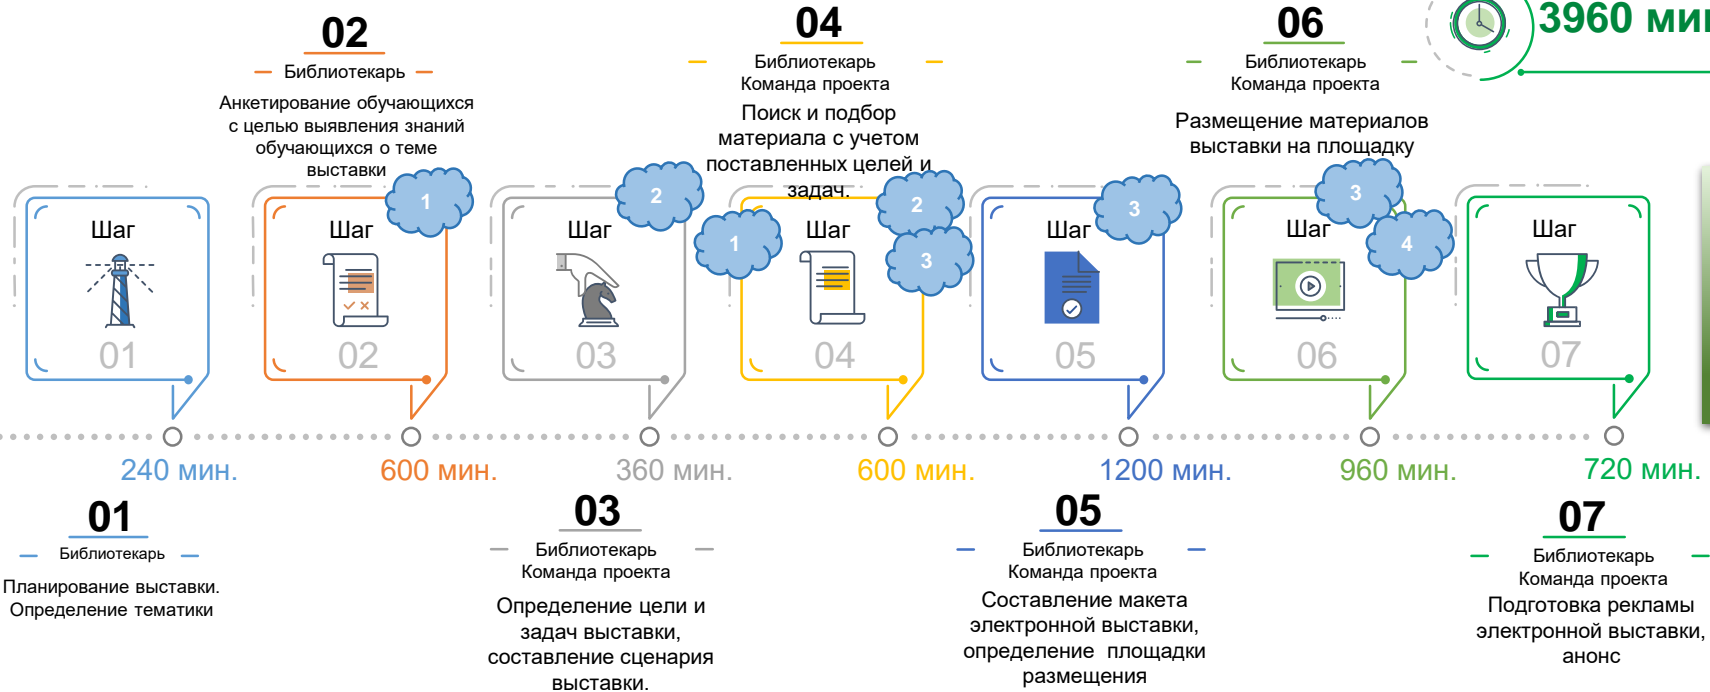 02
Библиотекарь
Анкетирование обучающихся
с целью выявления знаний
обучающихся о теме
выставки
04
Библиотекарь
Команда проекта
Поиск и подбор
материала с учетом
поставленных целей и
задач.
06
Библиотекарь
Команда проекта
Размещение материалов
выставки на площадку
3960 мин
Шаг
01
Шаг
1
02
Шаг
2
03
1
Шаг
2
3
04
Шаг
3
05
Шаг
3
4
06
Шаг
07
240 мин.
600 мин.
360 мин.
600 мин.
1200 мин.
960 мин.
720 мин.
01
Библиотекарь
Планирование выставки.
Определение тематики
03
Библиотекарь
Команда проекта
Определение цели и
задач выставки,
составление сценария
выставки.
05
Библиотекарь
Команда проекта
Составление макета
электронной выставки,
определение площадки
размещения
07
Библиотекарь
Команда проекта
Подготовка рекламы
электронной выставки,
анонс